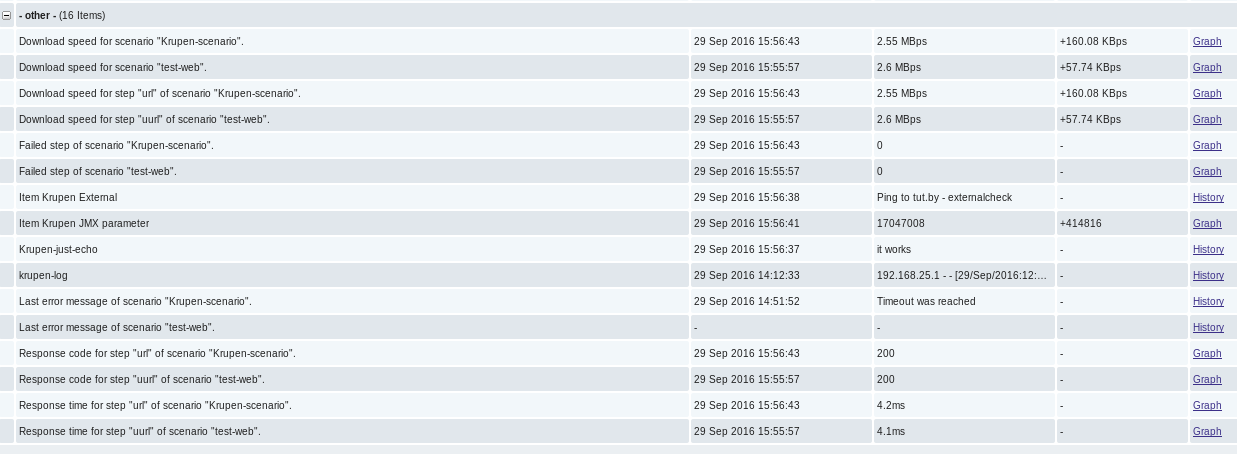 - other - (16 Items)
Download speed for scenario "Krupen-scenario". 29 Sep 2016 15:56:43 2.55 MBps +160.08 KBps Graph
Download speed for scenario "test-web". 29 Sep 2016 15:55:57 2.6 MBps +57.74 KBps Graph
Download speed for step "url" of scenario "Krupen-scenario". 29 Sep 2016 15:56:43 2.55 MBps +160.08 KBps Graph
Download speed for step "uurl" of scenario "test-web". 29 Sep 2016 15:55:57 2.6 MBps +57.74 KBps Graph
Failed step of scenario "Krupen-scenario". 29 Sep 2016 15:56:43 0 - Graph
Failed step of scenario "test-web". 29 Sep 2016 15:55:57 0 - Graph
Item Krupen External 29 Sep 2016 15:56:38 Ping to tut.by - externalcheck - History
Item Krupen JMX parameter 29 Sep 2016 15:56:41 17047008 +414816 Graph
Krupen-just-echo 29 Sep 2016 15:56:37 it works - History
krupen-log 29 Sep 2016 14:12:33 192.168.25.1 - - [29/Sep/2016:12:... - History
Last error message of scenario "Krupen-scenario". 29 Sep 2016 14:51:52 Timeout was reached - History
Last error message of scenario "test-web". - - - History
Response code for step "url" of scenario "Krupen-scenario". 29 Sep 2016 15:56:43 200 - Graph
Response code for step "uurl" of scenario "test-web". 29 Sep 2016 15:55:57 200 - Graph
Response time for step "url" of scenario "Krupen-scenario". 29 Sep 2016 15:56:43 4.2ms - Graph
Response time for step "uurl" of scenario "test-web". 29 Sep 2016 15:55:57 4.1ms - Graph